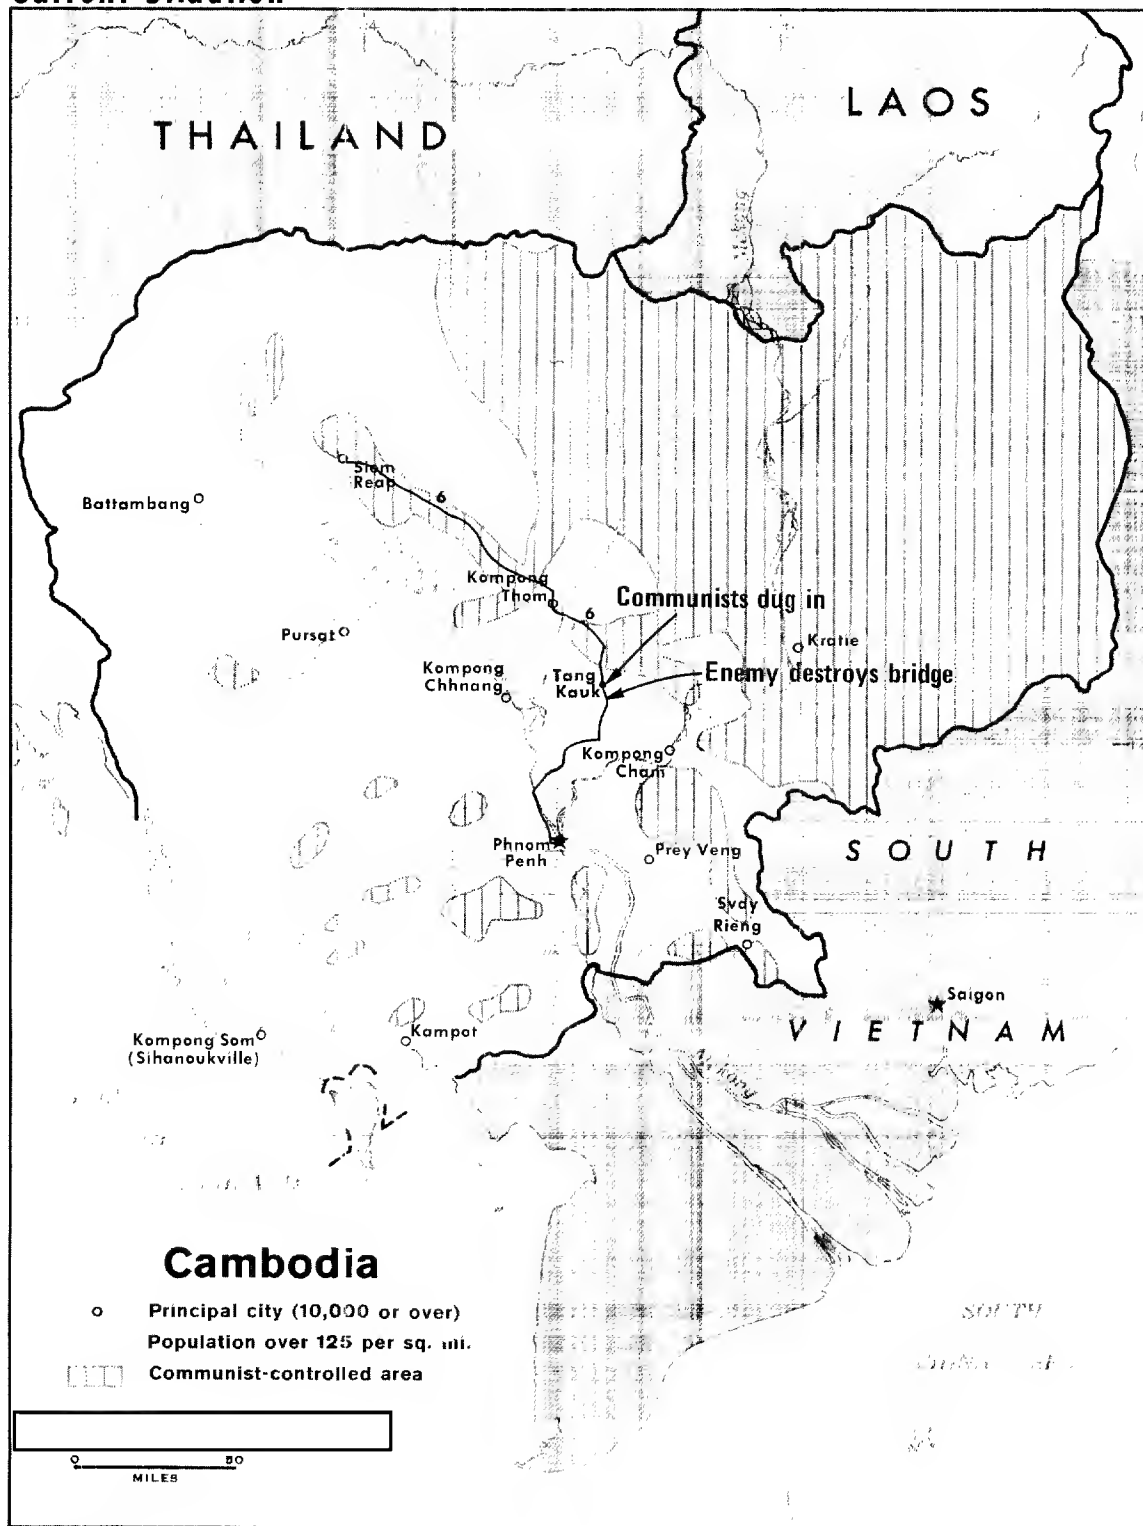 THAILAND
LAOS
Mekong
Siem
Reap
6
Battambang
Kompong
Thom
6
Communists dug in
Pursat
Kratie
Kompong
Chhnang
Tang
Kauk
Enemy destroys bridge
Kompong
Cham
Phnom
Penh
Prey Veng
SOUTH
Svay
Rieng
Saigon
VIETNAM
Kompong Som
(Sihanoukville)
Kampot
Cambodia
Principal city (10,000 or over)
Population over 125 per sq. mi.
Communist-controlled area
SOUTH
0 50
MILES